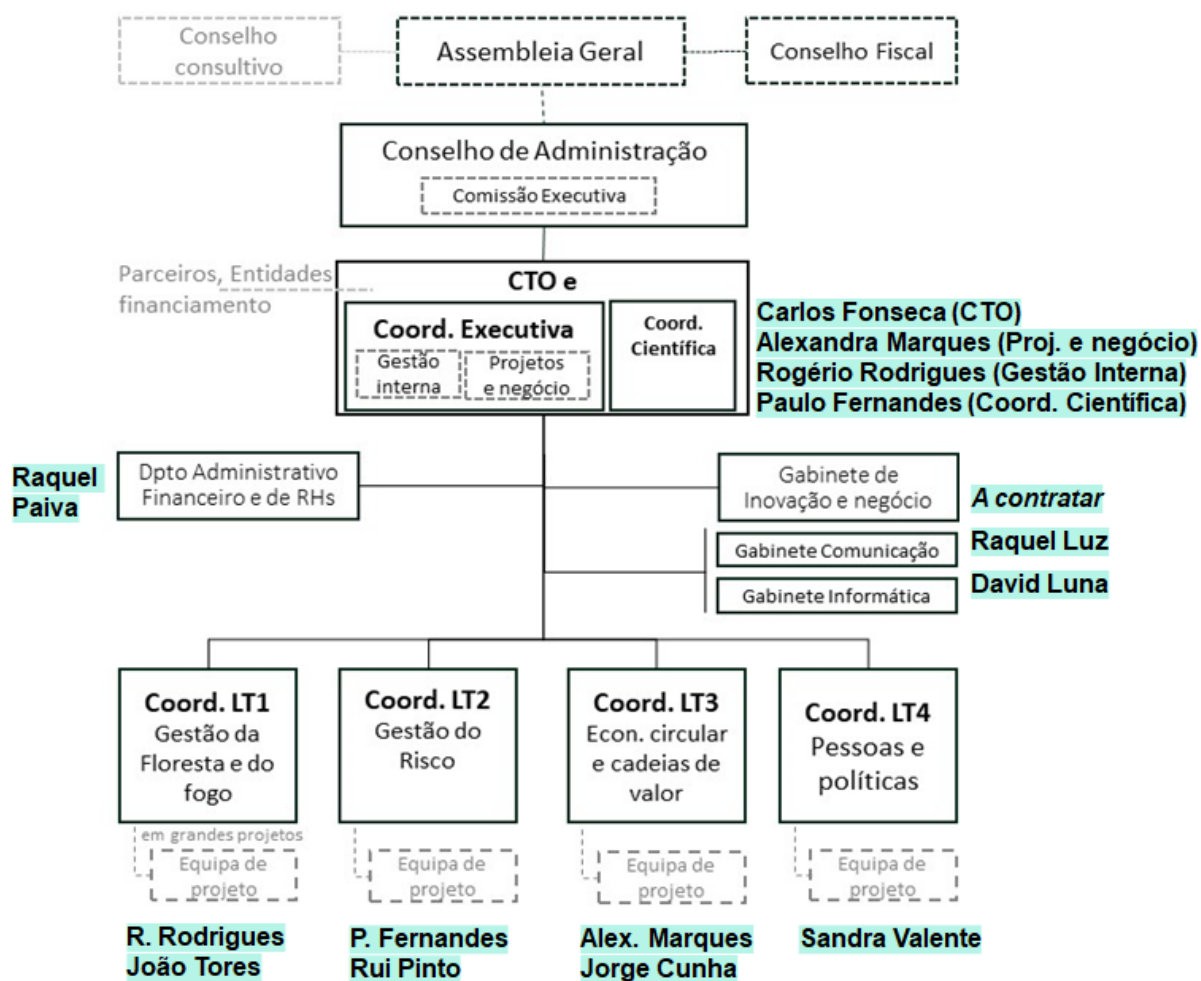 Conselho
consultivo
Assembleia Geral
Conselho Fiscal
Conselho de Administração
Comissão Executiva
Parceiros, Entidades
financiamento
CTO e
Coord. Executiva
Gestão
interna
Projetos
e negócio
Coord.
Científica
Carlos Fonseca (CTO)
Alexandra Marques (Proj. e negócio)
Rogério Rodrigues (Gestão Interna)
Paulo Fernandes (Coord. Científica)
Raquel
Paiva
Dpto Administrativo
Financeiro e de RHs
Gabinete de
Inovação e negócio
A contratar
Gabinete Comunicação
Raquel Luz
Gabinete Informática
David Luna
Coord. LT1
Gestão da
Floresta e do
fogo
Coord. LT2
Gestão do
Risco
Coord. LT3
Econ. circular
e cadeias de
valor
Coord. LT4
Pessoas e
políticas
em grandes projetos
Equipa de
projeto
Equipa de
projeto
Equipa de
projeto
Equipa de
projeto
R. Rodrigues
João Tores
P. Fernandes
Rui Pinto
Alex. Marques
Jorge Cunha
Sandra Valente